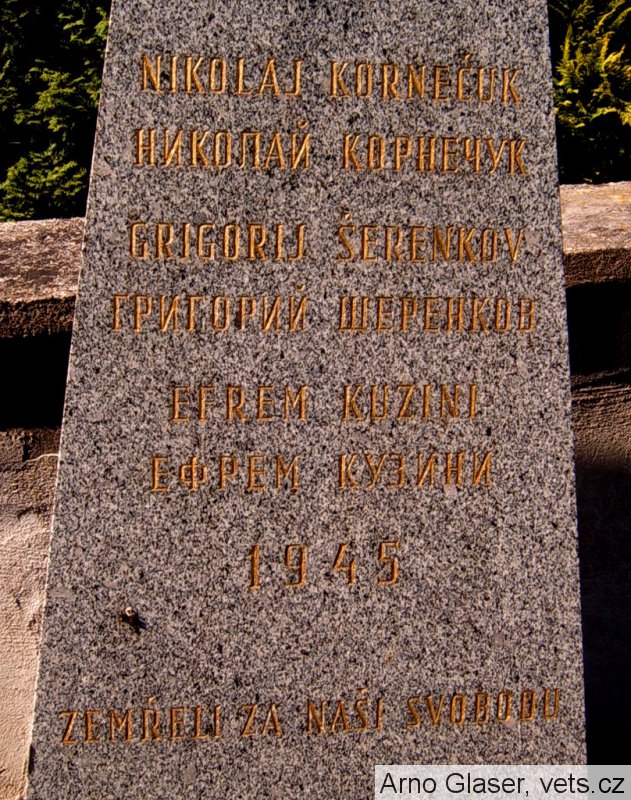 NIKOLAJ KORNEČUK
НИКОЛАЙ КОРНЕЧУК
GRIGORIJ ŠERENKOV
ГРИГОРИЙ ШЕРЕНКОВ
EFREM KUZINI
ЕФРЕМ КУЗИНИ
1945
ZEMŘELI ZA NAŠI SVOBODU
Arno Glaser, vets.cz